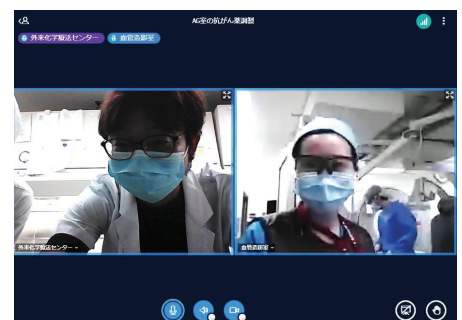 AG室の抗がん薬調製
外来化学療法センター
血管造影室
外来化学療法センター
血管造影室